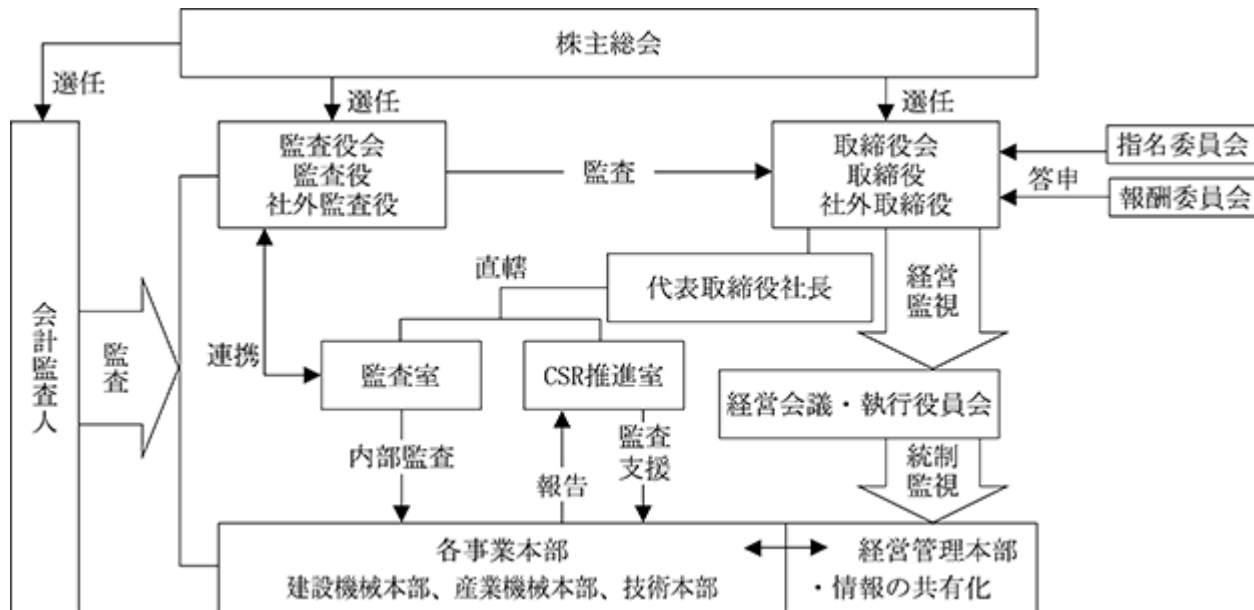 株主総会
選任
選任
選任
監査役会
監査役
社外監査役
監査
取締役会
取締役
社外取締役
指名委員会
答申
報酬委員会
会計監査人
監査
直轄
代表取締役社長
経営
監視
連携
監査室
CSR推進室
経営会議・執行役員会
内部監査
報告
監査
支援
統制
監視
各事業本部
建設機械本部、産業機械本部、技術本部
経営管理本部
・情報の共有化